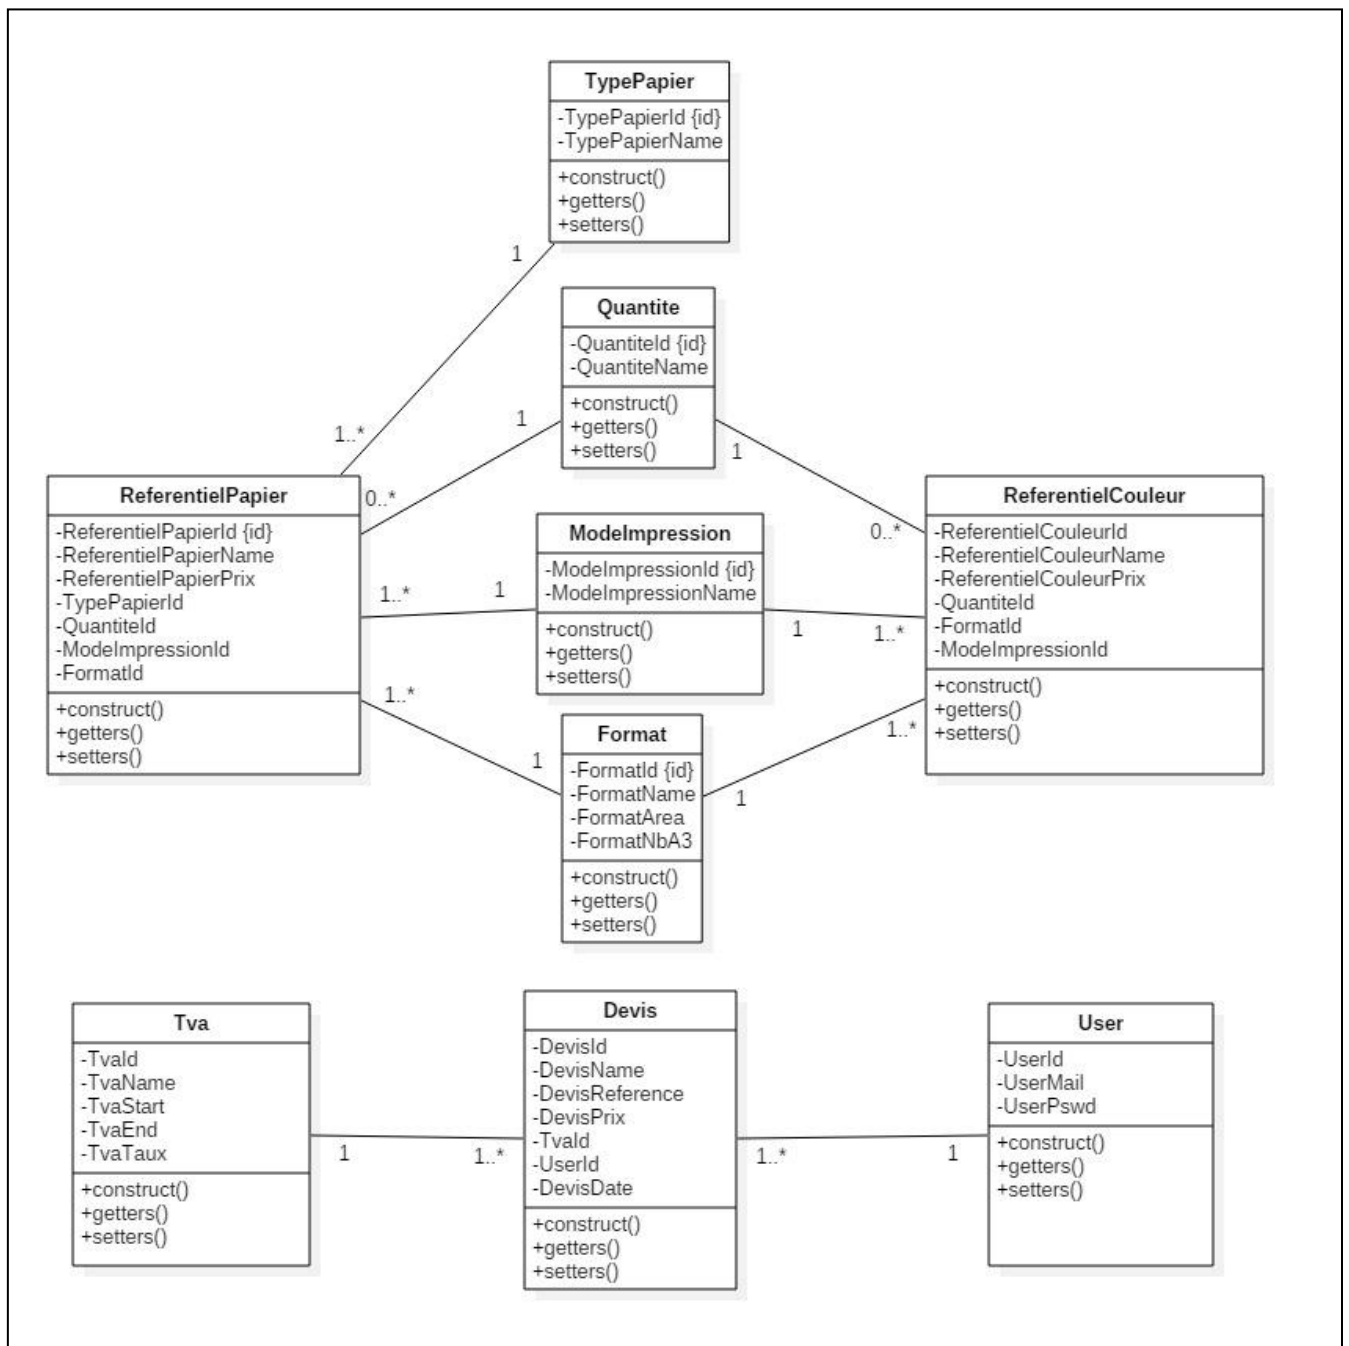 TypePapier
-TypePapierId {id}
-TypePapierName
+construct()
+getters()
+setters()
1
1..*
Quantite
-QuantiteId {id}
-QuantiteName
+construct()
+getters()
+setters()
1
0..*
1
0..*
ReferentielPapier
-ReferentielPapierId {id}
-ReferentielPapierName
-ReferentielPapierPrix
-TypePapierId
-QuantiteId
-ModeImpressionId
-FormatId
+construct()
+getters()
+setters()
ModeImpression
-ModeImpressionId {id}
-ModeImpressionName
+construct()
+getters()
+setters()
1..*
1
1
1..*
ReferentielCouleur
-ReferentielCouleurId
-ReferentielCouleurName
-ReferentielCouleurPrix
-QuantiteId
-FormatId
-ModeImpressionId
+construct()
+getters()
+setters()
1..*
1
1
1..*
Format
-FormatId {id}
-FormatName
-FormatArea
-FormatNbA3
+construct()
+getters()
+setters()
Tva
-TvaId
-TvaName
-TvaStart
-TvaEnd
-TvaTaux
+construct()
+getters()
+setters()
1
1..*
Devis
-DevisId
-DevisName
-DevisReference
-DevisPrix
-TvaId
-UserId
-DevisDate
+construct()
+getters()
+setters()
1..*
1
User
-UserId
-UserMail
-UserPswd
+construct()
+getters()
+setters()